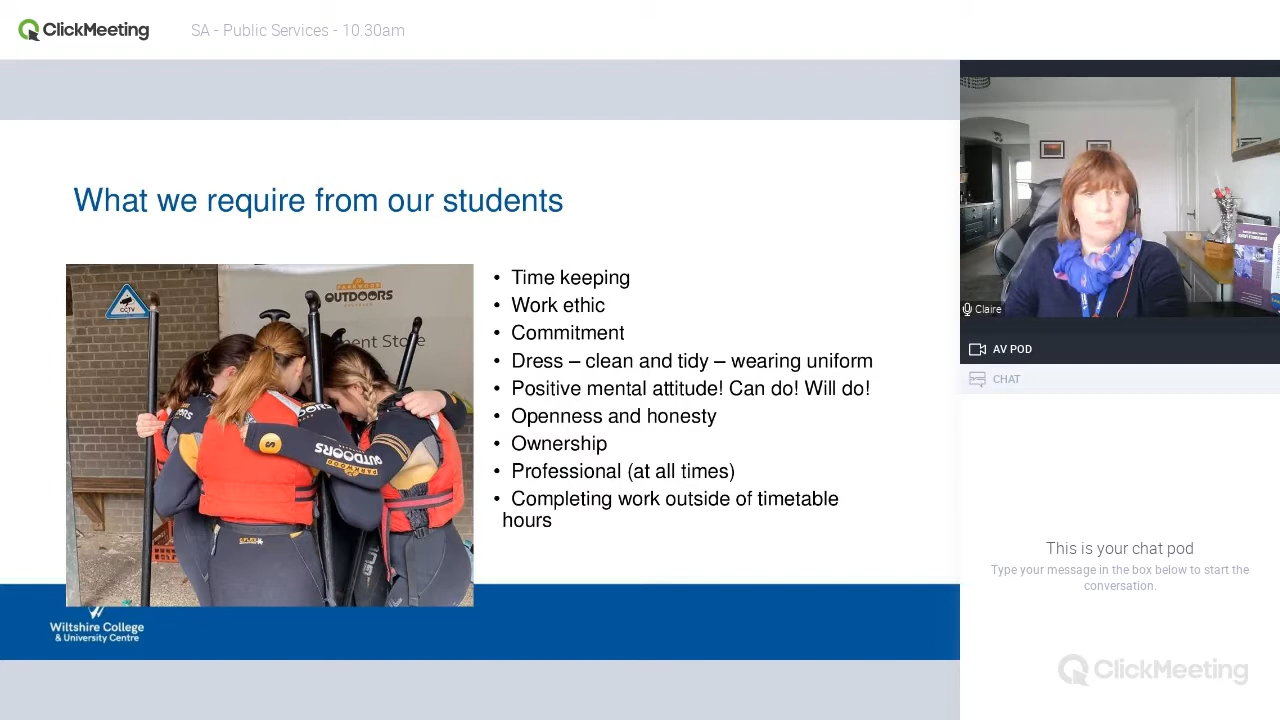 ClickMeeting
SA - Public Services - 10.30am
What we require from our students
CCTV
OUTDOORS
• Time keeping
• Work ethic
• Commitment
• Dress – clean and tidy – wearing uniform
• Positive mental attitude! Can do! Will do!
• Openness and honesty
• Ownership
• Professional (at all times)
• Completing work outside of timetable
hours
OUTDOORS
PARKWOOD
Wiltshire College
& University Centre
Claire
AV POD
CHAT
This is your chat pod
Type your message in the box below to start the
conversation.
ClickMeeting